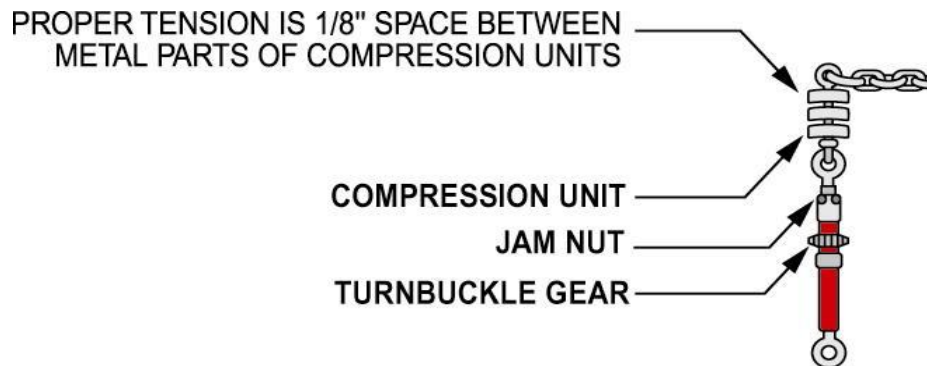 PROPER TENSION IS 1/8" SPACE BETWEEN
METAL PARTS OF COMPRESSION UNITS
COMPRESSION UNIT
JAM NUT
TURNBUCKLE GEAR